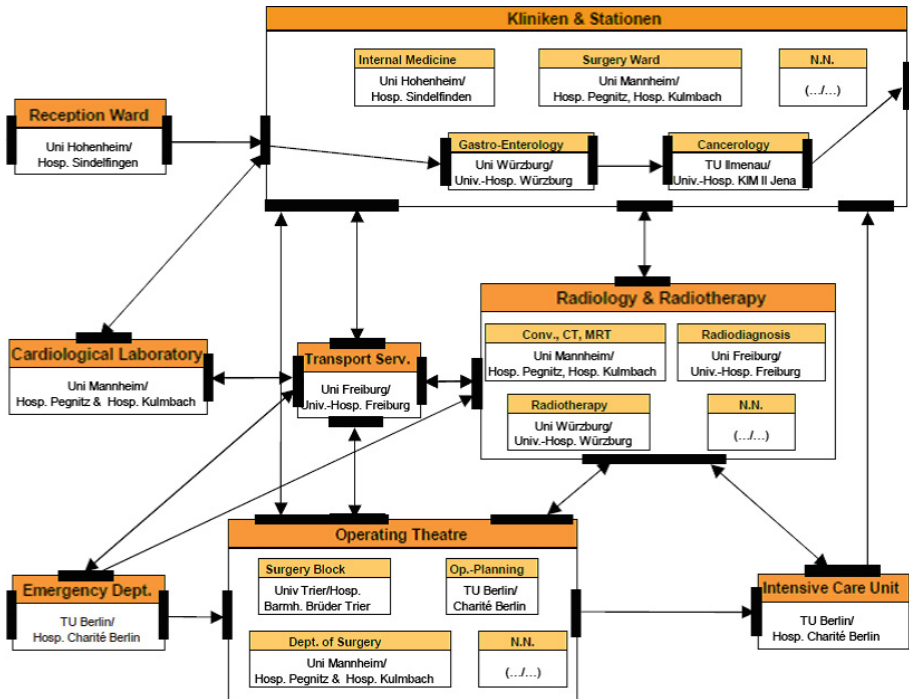 Kliniken & Stationen
Internal Medicine
Uni Hohenheim/
Hosp. Sindelfinden
Surgery Ward
Uni Mannheim/
Hosp. Pegnitz, Hosp. Kulmbach
N.N.
(.../...)
Reception Ward
Uni Hohenheim/
Hosp. Sindelfingen
Gastro-Enterology
Uni Würzburg/
Univ.-Hosp. Würzburg
Cancerology
TU Ilmenau/
Univ.-Hosp. KIM II Jena
Radiology & Radiotherapy
Conv., CT, MRT
Uni Mannheim/
Hosp. Pegnitz, Hosp. Kulmbach
Radiodiagnosis
Uni Freiburg/
Univ.-Hosp. Freiburg
Radiotherapy
Uni Würzburg/
Univ.-Hosp. Würzburg
N.N.
(.../...)
Cardiological Laboratory
Uni Mannheim/
Hosp. Pegnitz & Hosp. Kulmbach
Transport Serv.
Uni Freiburg/
Univ.-Hosp. Freiburg
Operating Theatre
Surgery Block
Univ Trier/Hosp.
Barmh. Brüder Trier
Op.-Planning
TU Berlin/
Charité Berlin
Dept. of Surgery
Uni Mannheim/
Hosp. Pegnitz & Hosp. Kulmbach
N.N.
(.../...)
Emergency Dept.
TU Berlin/
Hosp. Charité Berlin
Intensive Care Unit
TU Berlin/
Hosp. Charité Berlin